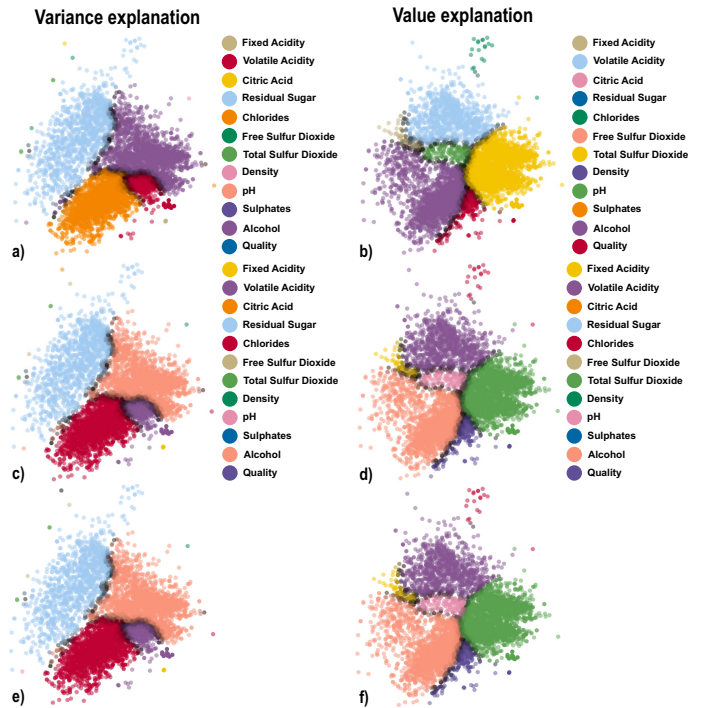 Variance explanation
Value explanation
Fixed Acidity
Volatile Acidity
Citric Acid
Residual Sugar
Chlorides
Free Sulfur Dioxide
Total Sulfur Dioxide
Density
pH
Sulphates
Alcohol
Quality
a)
Fixed Acidity
Volatile Acidity
Citric Acid
Residual Sugar
Chlorides
Free Sulfur Dioxide
Total Sulfur Dioxide
Density
pH
Sulphates
Alcohol
Quality
b)
Fixed Acidity
Volatile Acidity
Citric Acid
Residual Sugar
Chlorides
Free Sulfur Dioxide
Total Sulfur Dioxide
Density
pH
Sulphates
Alcohol
Quality
c)
Fixed Acidity
Volatile Acidity
Citric Acid
Residual Sugar
Chlorides
Free Sulfur Dioxide
Total Sulfur Dioxide
Density
pH
Sulphates
Alcohol
Quality
d)
e)
f)